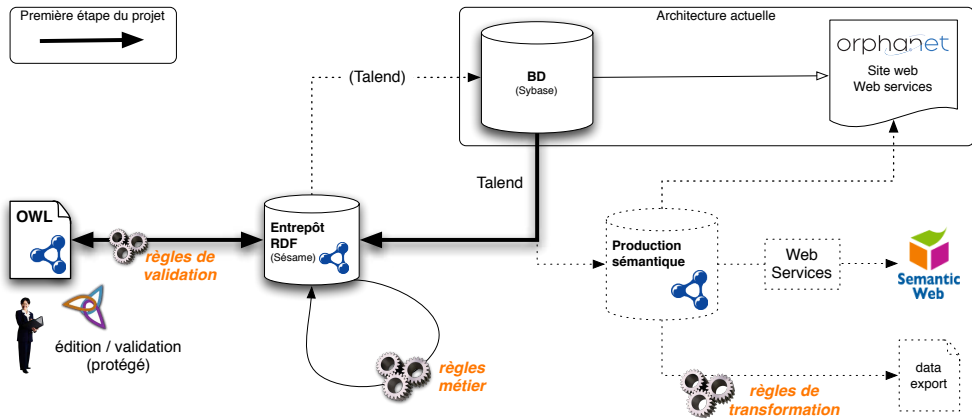 Première étape du projet
Architecture actuelle
orphanet
Site web
Web services
BD
(Sybase)
(Talend)
Talend
OWL
règles de
validation
Entrepôt
RDF
(Sésame)
Production
sémantique
Web
Services
Semantic
Web
édition / validation
(protégé)
règles
métier
règles de
transformation
data
export